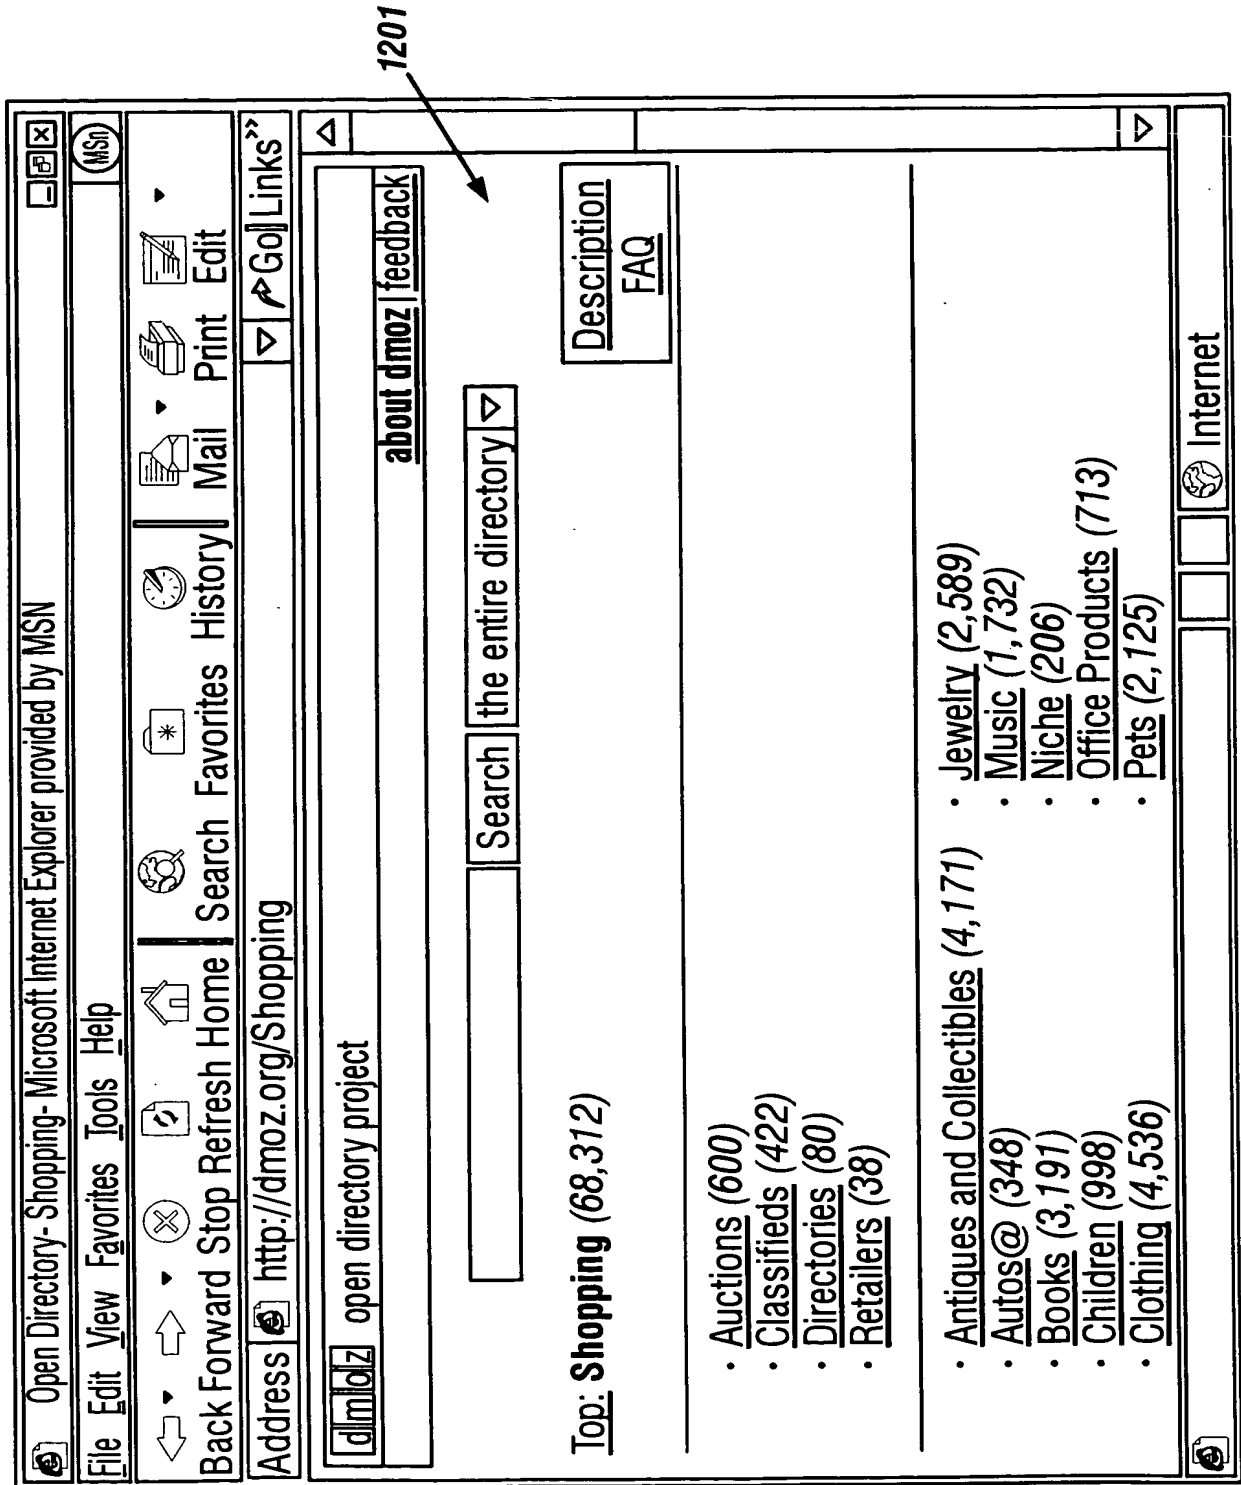 1201
Open Directory- Shopping- Microsoft Internet Explorer provided by MSN
File Edit View Favorites Tools Help
MSn
Back Forward Stop Refresh Home Search Favorites History Mail Print Edit
Address http://dmoz.org/Shopping Go Links »
d m o z open directory project
about dmoz | feedback
Search the entire directory
Top: Shopping (68,312)
Description
FAQ
· Auctions (600)
· Classifieds (422)
· Directories (80)
· Retailers (38)
· Antiques and Collectibles (4,171)
· Autos@ (348)
· Books (3,191)
· Children (998)
· Clothing (4,536)
· Jewelry (2,589)
· Music (1,732)
· Niche (206)
· Office Products (713)
· Pets (2,125)
Internet